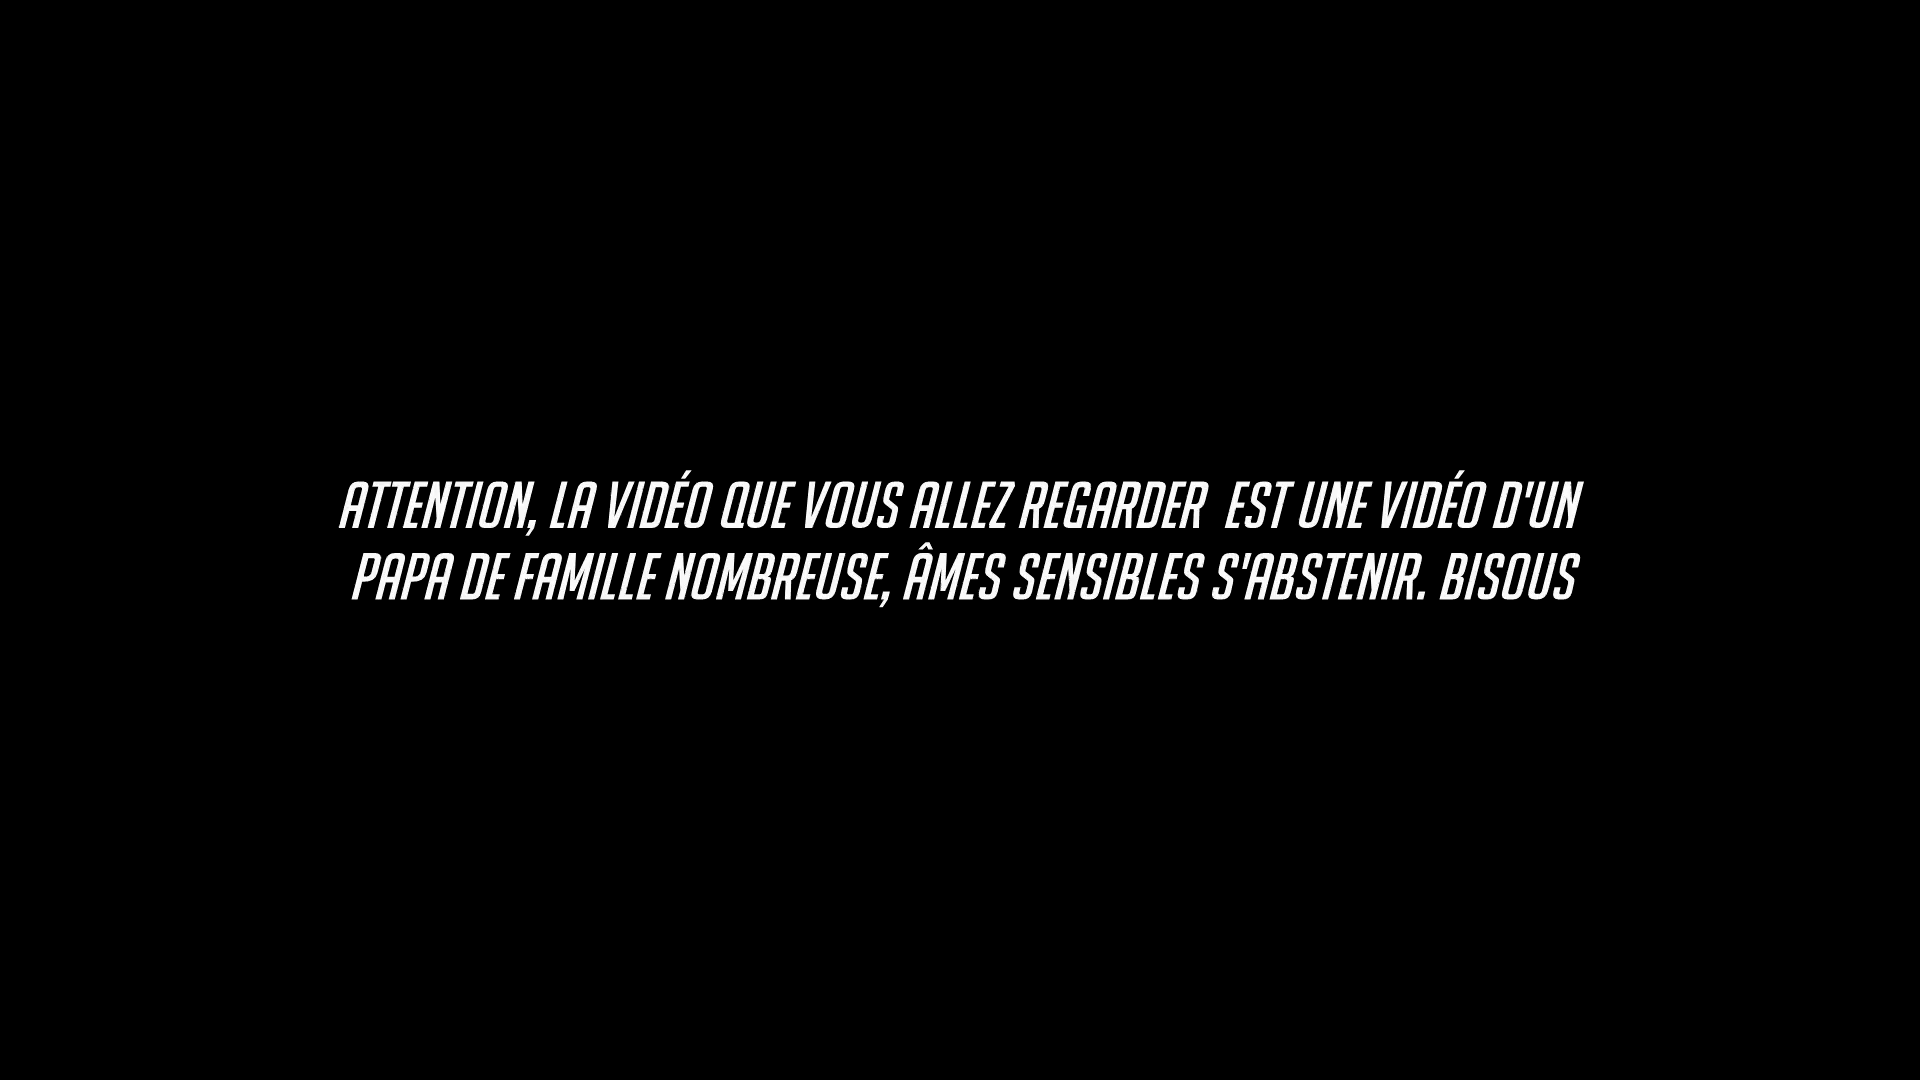 ATTENTION, LA VIDÉO QUE VOUS ALLEZ REGARDER  EST UNE VIDÉO D'UN
PAPA DE FAMILLE NOMBREUSE, ÂMES SENSIBLES S'ABSTENIR. BISOUS